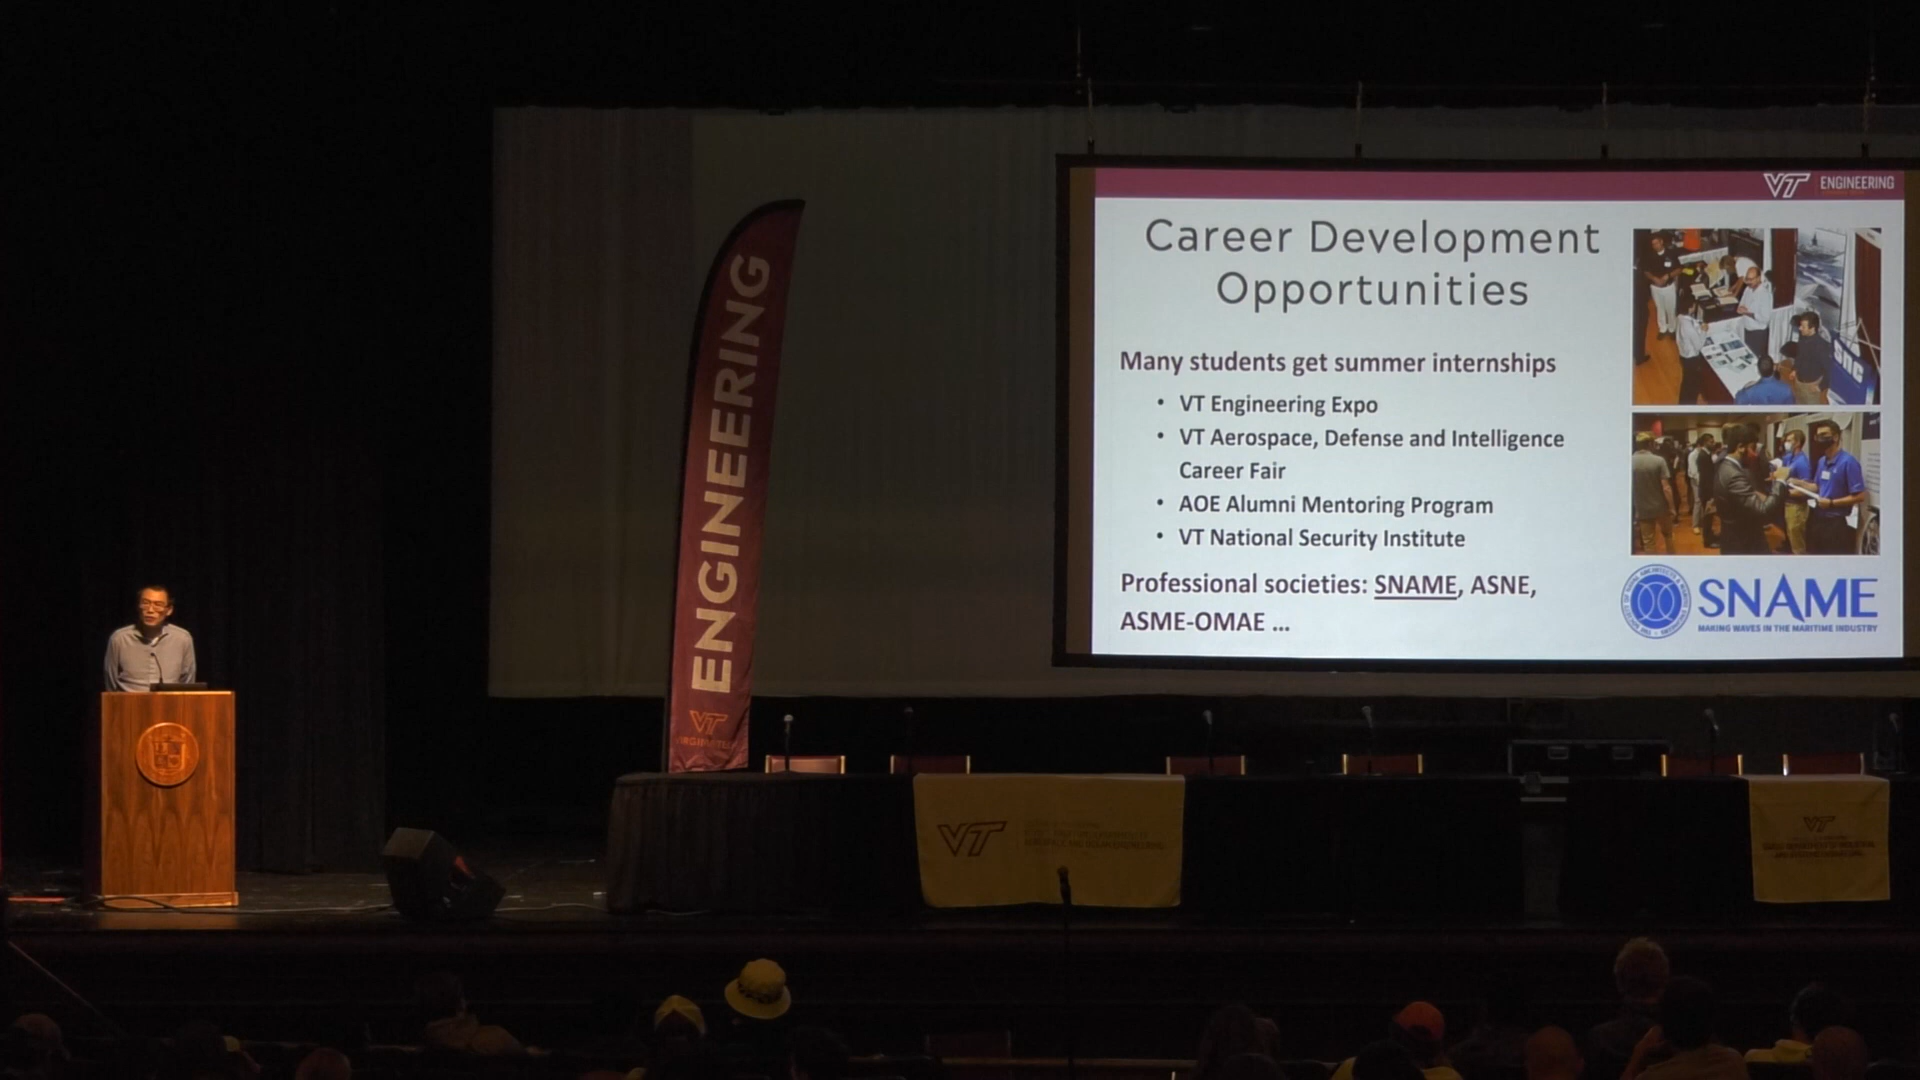 VT ENGINEERING
Career Development
Opportunities
Many students get summer internships
• VT Engineering Expo
• VT Aerospace, Defense and Intelligence
Career Fair
• AOE Alumni Mentoring Program
• VT National Security Institute
Professional societies: SNAME, ASNE,
ASME-OMAE ...
SNAME
MAKING WAVES IN THE MARITIME INDUSTRY
ENGINEERING
VT
VT
VT